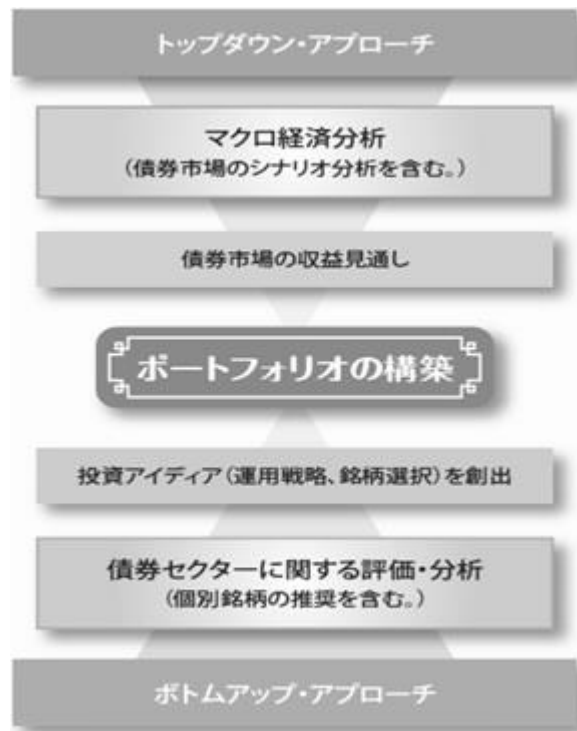 トップダウン・アプローチ
マクロ経済分析
(債券市場のシナリオ分析を含む。)
債券市場の収益見通し
ポートフォリオの構築
投資アイディア(運用戦略、銘柄選択)を創出
債券セクターに関する評価・分析
(個別銘柄の推奨を含む。)
ボトムアップ・アプローチ